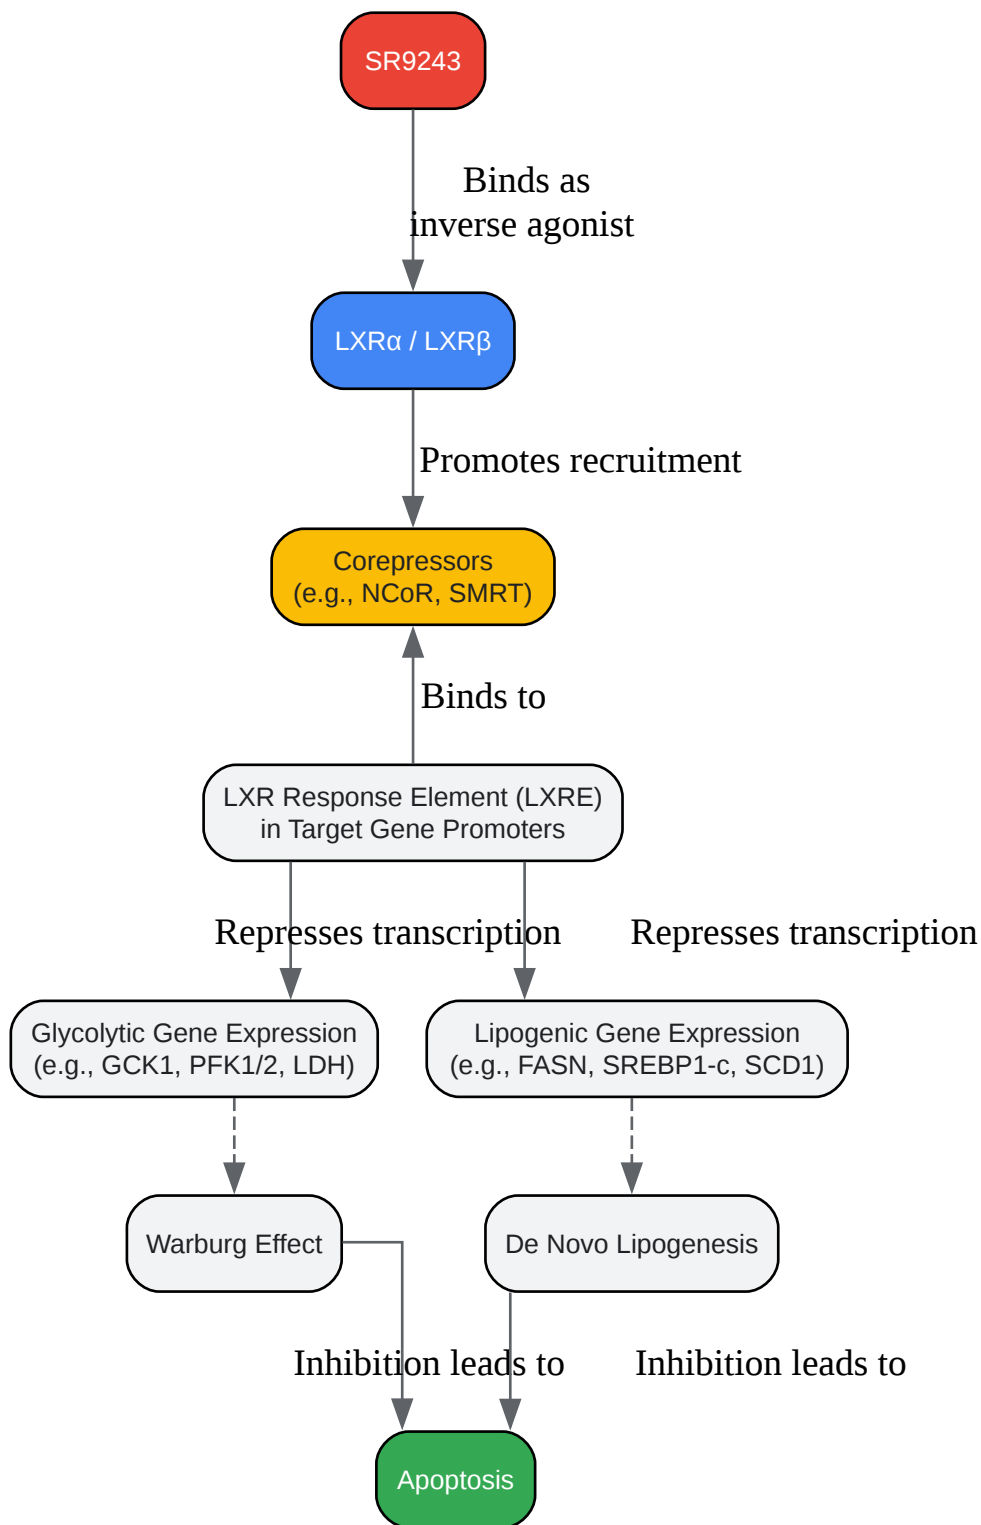 SR9243
Binds as
inverse agonist
LXRα / LXRβ
Promotes recruitment
Corepressors
(e.g., NCoR, SMRT)
Binds to
LXR Response Element (LXRE)
in Target Gene Promoters
Represses transcription
Represses transcription
Glycolytic Gene Expression
(e.g., GCK1, PFK1/2, LDH)
Lipogenic Gene Expression
(e.g., FASN, SREBP1-c, SCD1)
Warburg Effect
De Novo Lipogenesis
Inhibition leads to
Inhibition leads to
Apoptosis